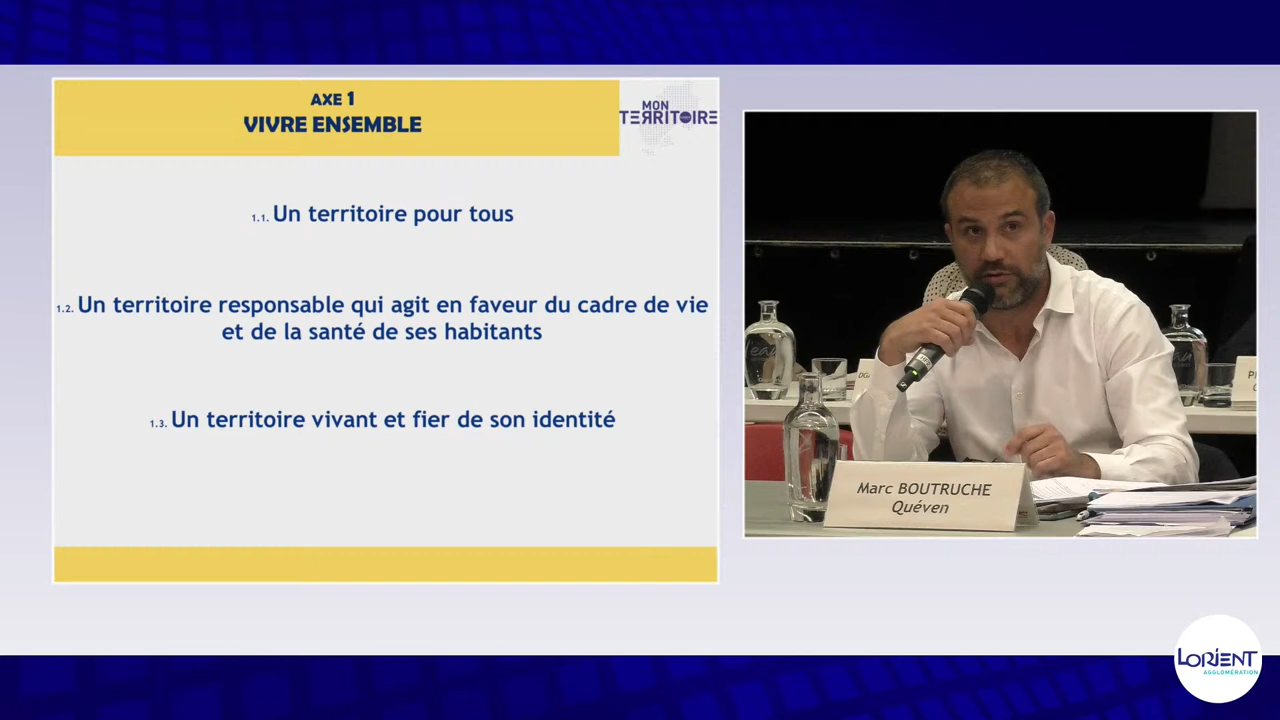 AXE 1
VIVRE ENSEMBLE
MON
TERRITOIRE
1.1. Un territoire pour tous
1.2. Un territoire responsable qui agit en faveur du cadre de vie
et de la santé de ses habitants
1.3. Un territoire vivant et fier de son identité
Marc BOUTRUCHE
Quéven
LORIENT
AGGLOMÉRATION